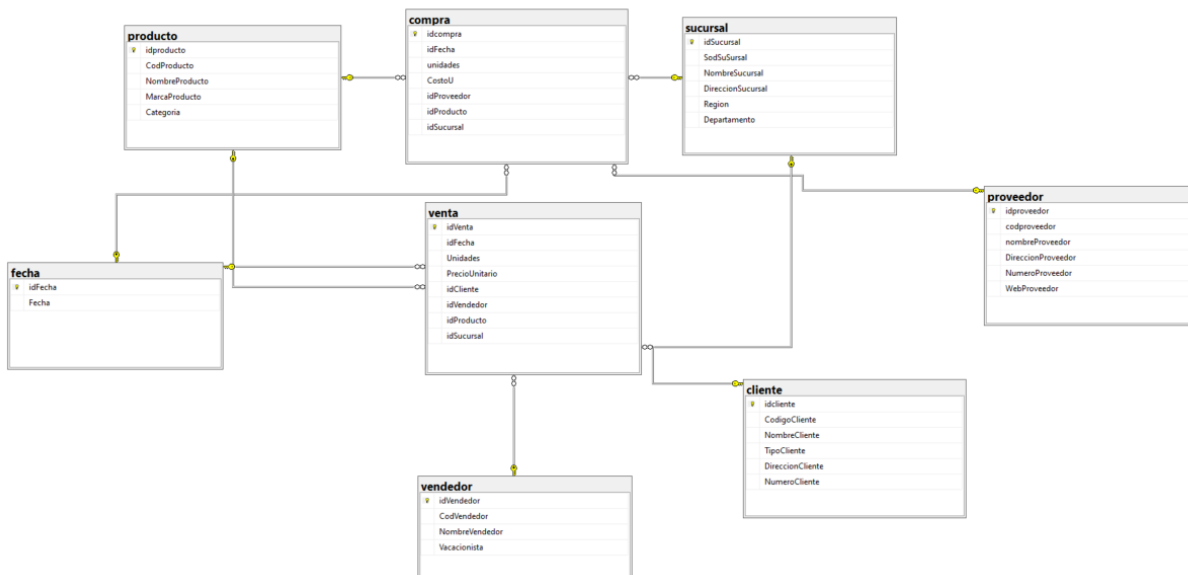 producto
idproducto
CodProducto
NombreProducto
MarcaProducto
Categoria
compra
idcompra
idFecha
unidades
CostoU
idProveedor
idProducto
idSucursal
sucursal
idSucursal
SodSuSursal
NombreSucursal
DireccionSucursal
Region
Departamento
proveedor
idproveedor
codproveedor
nombreProveedor
DireccionProveedor
NumeroProveedor
WebProveedor
fecha
idFecha
Fecha
venta
idVenta
idFecha
Unidades
PrecioUnitario
idCliente
idVendedor
idProducto
idSucursal
cliente
idcliente
CodigoCliente
NombreCliente
TipoCliente
DireccionCliente
NumeroCliente
vendedor
idVendedor
CodVendedor
NombreVendedor
Vacacionista